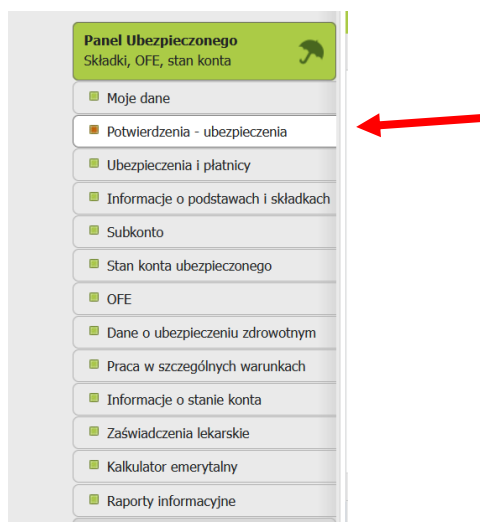 Panel Ubezpieczonego
Składki, OFE, stan konta
Moje dane
Potwierdzenia - ubezpieczenia
Ubezpieczenia i płatnicy
Informacje o podstawach i składkach
Subkonto
Stan konta ubezpieczonego
OFE
Dane o ubezpieczeniu zdrowotnym
Praca w szczególnych warunkach
Informacje o stanie konta
Zaświadczenia lekarskie
Kalkulator emerytalny
Raporty informacyjne